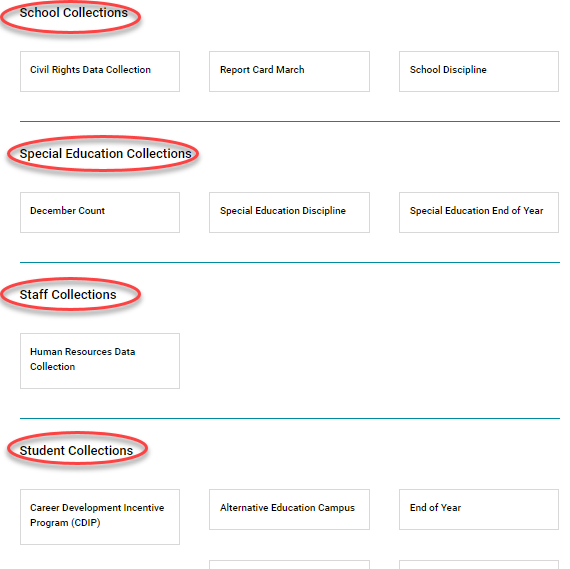 School Collections
Civil Rights Data Collection
Report Card March
School Discipline
Special Education Collections
December Count
Special Education Discipline
Special Education End of Year
Staff Collections
Human Resources Data
Collection
Student Collections
Career Development Incentive
Program (CDIP)
Alternative Education Campus
End of Year